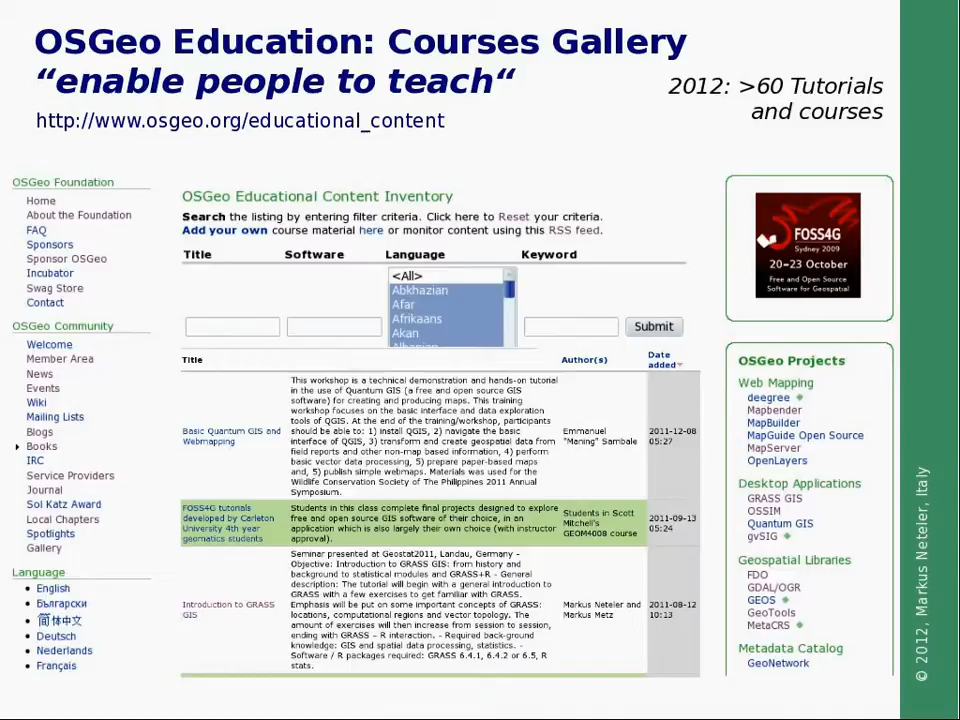 OSGeo Education: Courses Gallery
“enable people to teach“
2012: >60 Tutorials
and courses
http://www.osgeo.org/educational_content
OSGeo Foundation
Home
About the Foundation
FAQ
Sponsors
Sponsor OSGeo
Incubator
Swag Store
Contact
OSGeo Community
Welcome
Member Area
News
Events
Wiki
Mailing Lists
Blogs
Books
IRC
Service Providers
Journal
Sol Katz Award
Local Chapters
Spotlights
Gallery
Language
English
Български
简体中文
Deutsch
Nederlands
Français
OSGeo Educational Content Inventory
Search the listing by entering filter criteria. Click here to Reset your criteria.
Add your own course material here or monitor content using this RSS feed.
Title Software Language Keyword
<All>
Abkhazian
Afar
Afrikaans
Akan
Albanian
Submit
Title Author(s) Date
added
Basic Quantum GIS and
Webmapping
This workshop is a technical demonstration and hands-on tutorial
in the use of Quantum GIS (a free and open source GIS
software) for creating and producing maps. This training
workshop focuses on the basic interface and data exploration
tools of QGIS. At the end of the training/workshop, participants
should be able to: 1) install QGIS, 2) navigate the basic
interface of QGIS, 3) transform and create geospatial data from
field reports and other non-map based information, 4) perform
basic vector data processing, 5) prepare paper-based maps
and, 5) publish simple webmaps. Materials was used for the
Wildlife Conservation Society of The Philippines 2011 Annual
Symposium.
Emmanuel
"Maning" Sambale
2011-12-08
05:27
FOSS4G tutorials
developed by Carleton
University 4th year
geomatics students
Students in this class complete final projects designed to explore
free and open source GIS software of their choice, in an
application which is also largely their own choice (with instructor
approval).
Students in Scott
Mitchell's
GEOM4008 course
2011-09-13
05:24
Introduction to GRASS
GIS
Seminar presented at Geostat2011, Landau, Germany -
Objective: Introduction to GRASS GIS: from history and
background to statistical modules and GRASS+R - General
description: The tutorial will begin with a general introduction to
GRASS with a few exercises to get familiar with GRASS.
Emphasis will be put on some important concepts of GRASS:
locations, computational regions and vector topology. The
amount of exercises will then increase from session to session,
ending with GRASS - R interaction. - Required back-ground
knowledge: GIS and spatial data processing, statistics. -
Software / R packages required: GRASS 6.4.1, 6.4.2 or 6.5, R
stats.
Markus Neteler and
Markus Metz
2011-08-12
10:13
FOSS4G
Sydney 2009
20-23 October
Free and Open Source
Software for Geospatial
OSGeo Projects
Web Mapping
deegree
Mapbender
MapBuilder
MapGuide Open Source
MapServer
OpenLayers
Desktop Applications
GRASS GIS
OSSIM
Quantum GIS
gvSIG
Geospatial Libraries
FDO
GDAL/OGR
GEOS
GeoTools
MetaCRS
Metadata Catalog
GeoNetwork
© 2012, Markus Neteler, Italy